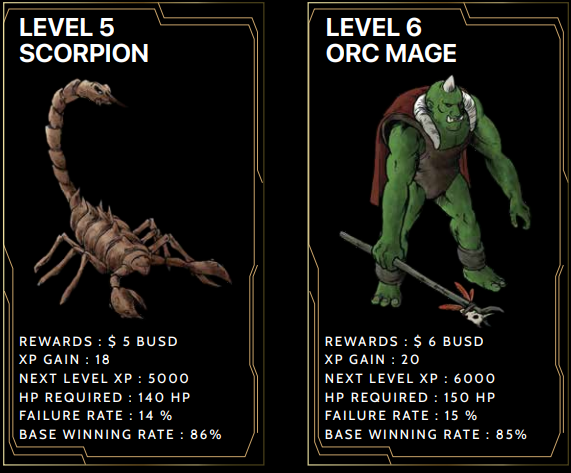 LEVEL 5
SCORPION
REWARDS : $ 5 BUSD
XP GAIN : 18
NEXT LEVEL XP : 5000
HP REQUIRED : 140 HP
FAILURE RATE : 14 %
BASE WINNING RATE : 86%
LEVEL 6
ORC MAGE
REWARDS : $ 6 BUSD
XP GAIN : 20
NEXT LEVEL XP : 6000
HP REQUIRED : 150 HP
FAILURE RATE : 15 %
BASE WINNING RATE : 85%